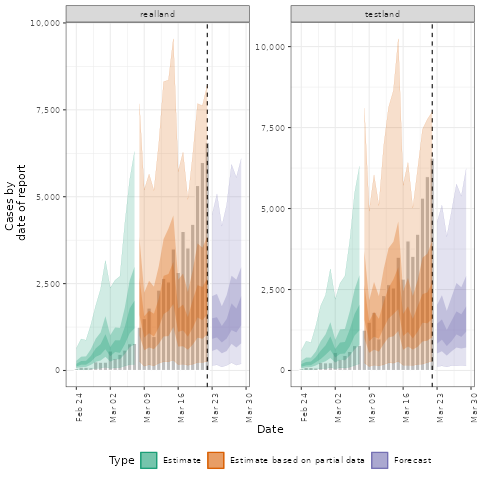 realland
testland
10,000
7,500
5,000
2,500
0
10,000
7,500
5,000
2,500
0
Cases by
date of report
Feb 24
Mar 02
Mar 09
Mar 16
Mar 23
Mar 30
Feb 24
Mar 02
Mar 09
Mar 16
Mar 23
Mar 30
Date
Type
Estimate
Estimate based on partial data
Forecast